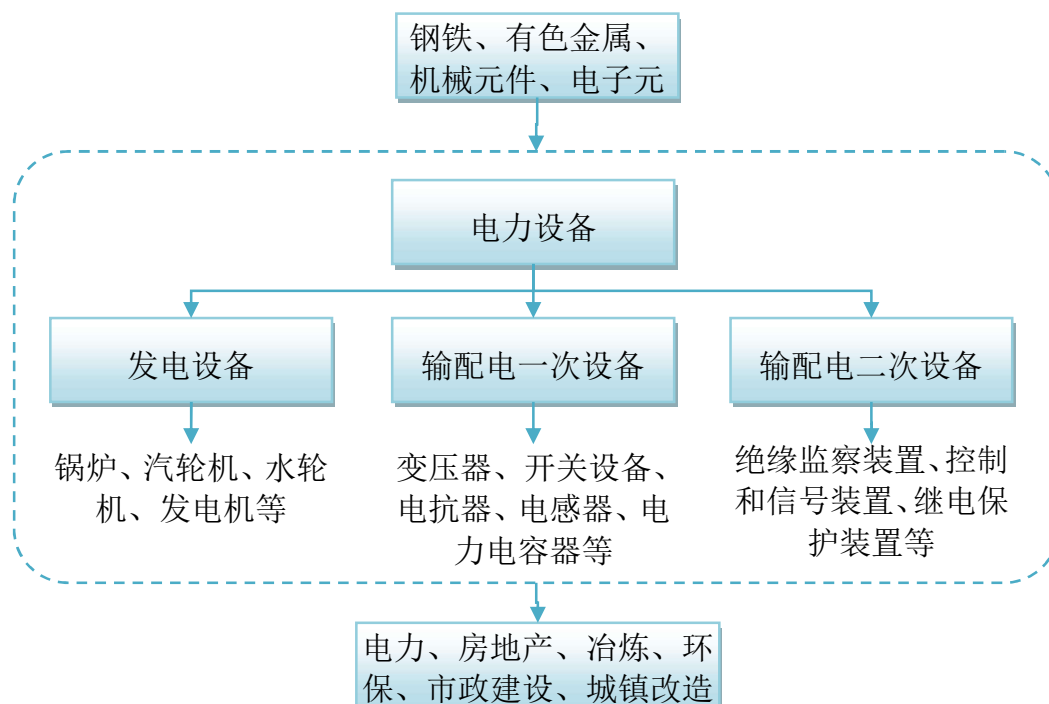 钢铁、有色金属、
机械元件、电子元
电力设备
发电设备
输配电一次设备
输配电二次设备
锅炉、汽轮机、水轮
机、发电机等
变压器、开关设备、
电抗器、电感器、电
力电容器等
绝缘监察装置、控制
和信号装置、继电保
护装置等
电力、房地产、冶炼、环
保、市政建设、城镇改造